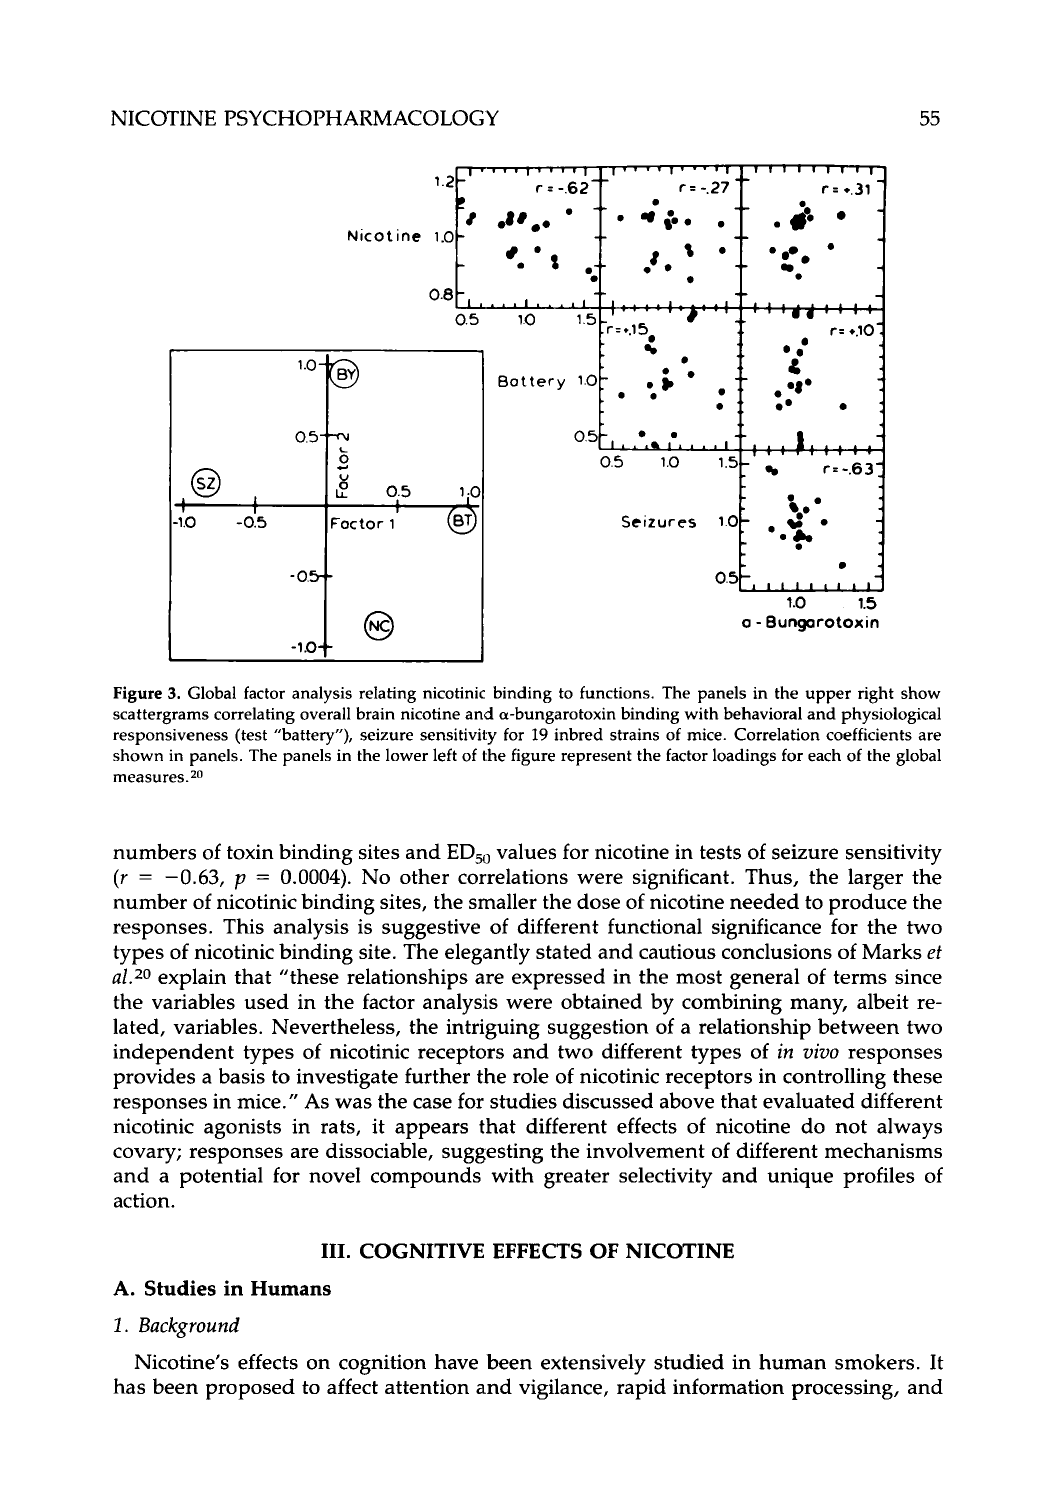 NICOTINE PSYCHOPHARMACOLOGY 55
1.2
r = -.62
r = -.27
r = +.31
Nicotine 1.0
0.8
0.5 1.0 1.5
r = +.15
r = +.10
Battery 1.0
0.5
0.5 1.0 1.5
r = -.63
Seizures 1.0
0.5
1.0 1.5
α - Bungarotoxin
1.0
BY
0.5
Factor 2
SZ
0.5 1.0
-1.0 -0.5 Factor 1 BT
-0.5
NC
-1.0
Figure 3. Global factor analysis relating nicotinic binding to functions. The panels in the upper right show
scattergrams correlating overall brain nicotine and α-bungarotoxin binding with behavioral and physiological
responsiveness (test "battery"), seizure sensitivity for 19 inbred strains of mice. Correlation coefficients are
shown in panels. The panels in the lower left of the figure represent the factor loadings for each of the global
measures.²⁰
numbers of toxin binding sites and ED₅₀ values for nicotine in tests of seizure sensitivity
(r = −0.63, p = 0.0004). No other correlations were significant. Thus, the larger the
number of nicotinic binding sites, the smaller the dose of nicotine needed to produce the
responses. This analysis is suggestive of different functional significance for the two
types of nicotinic binding site. The elegantly stated and cautious conclusions of Marks et
al.²⁰ explain that "these relationships are expressed in the most general of terms since
the variables used in the factor analysis were obtained by combining many, albeit re-
lated, variables. Nevertheless, the intriguing suggestion of a relationship between two
independent types of nicotinic receptors and two different types of in vivo responses
provides a basis to investigate further the role of nicotinic receptors in controlling these
responses in mice." As was the case for studies discussed above that evaluated different
nicotinic agonists in rats, it appears that different effects of nicotine do not always
covary; responses are dissociable, suggesting the involvement of different mechanisms
and a potential for novel compounds with greater selectivity and unique profiles of
action.
III. COGNITIVE EFFECTS OF NICOTINE
A. Studies in Humans
1. Background
Nicotine's effects on cognition have been extensively studied in human smokers. It
has been proposed to affect attention and vigilance, rapid information processing, and